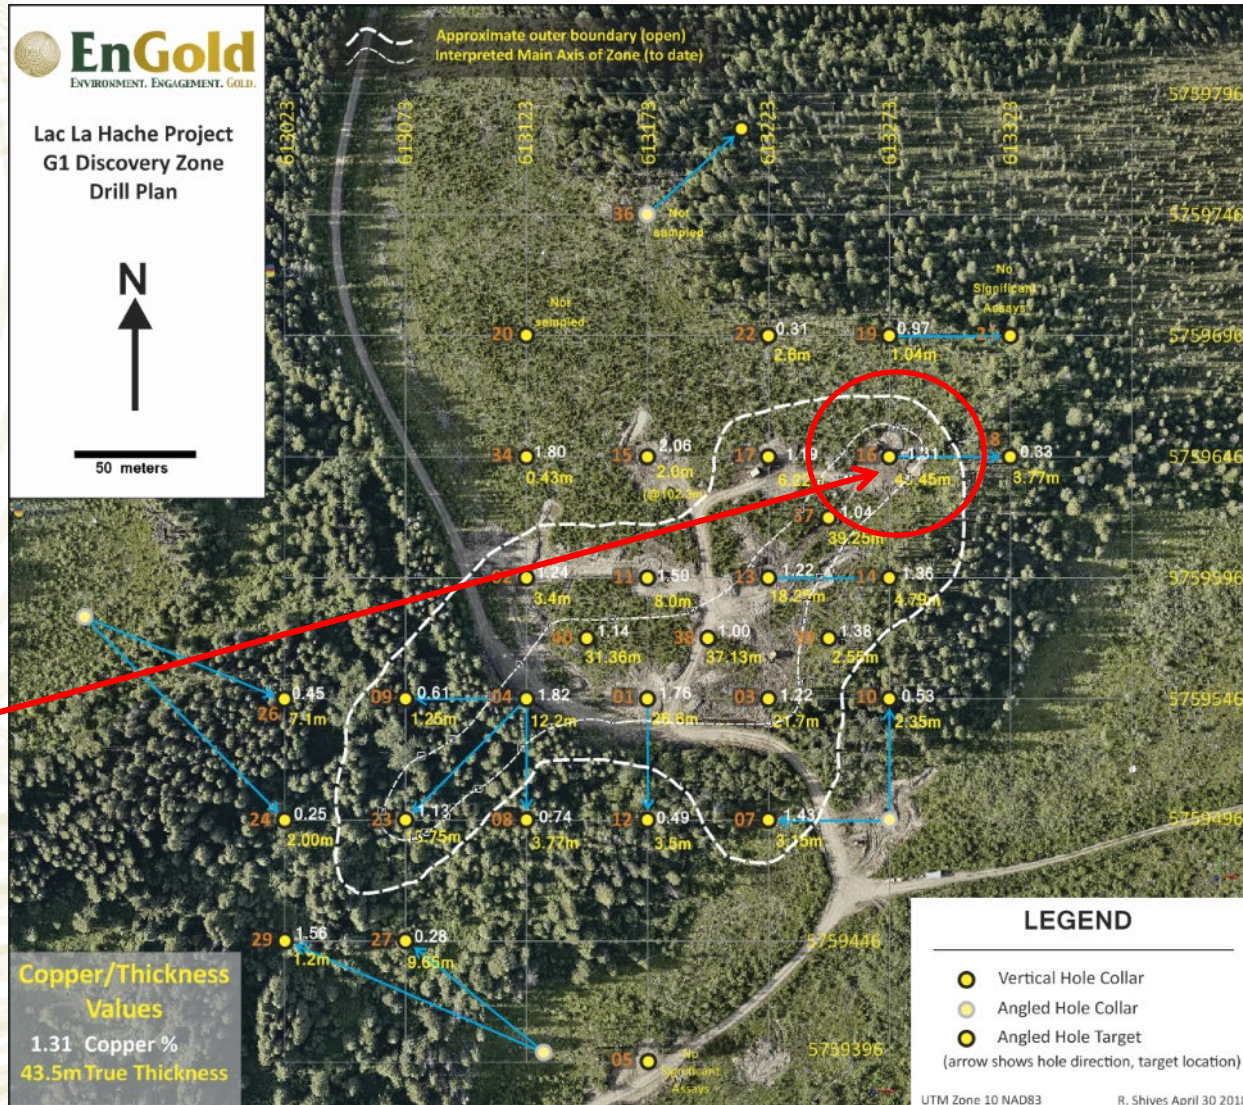 EnGold
ENVIRONMENT. ENGAGEMENT. GOLD.
Lac La Hache Project
G1 Discovery Zone
Drill Plan
N
50 meters
Approximate outer boundary (open)
Interpreted Main Axis of Zone (to date)
613023
613073
613123
613173
613223
613273
613323
5759796
36
Not
sampled
5759746
20
Not
sampled
22
0.31
2.6m
19
0.97
1.04m
No
Significant
Assays
5759696
34
1.80
0.43m
15
2.06
2.0m
(@102.3m)
17
16
0.33
3.77m
5759646
37
1.04
39.25m
1.24
3.4m
11
1.50
8.0m
13
1.22
18.25m
14
1.36
4.79m
5759596
1.14
31.36m
38
1.00
37.13m
1.38
2.55m
26
0.45
7.1m
09
0.61
1.25m
04
1.82
12.2m
01
1.76
26.6m
03
1.22
21.7m
10
0.53
2.35m
5759546
24
0.25
2.00m
23
1.13
08
0.74
3.77m
12
0.49
3.5m
07
1.43
3.15m
5759496
29
1.56
1.2m
27
0.28
9.65m
5759446
05
No
Significant
Assays
5759396
Copper/Thickness
Values
1.31 Copper %
43.5m True Thickness
LEGEND
Vertical Hole Collar
Angled Hole Collar
Angled Hole Target
(arrow shows hole direction, target location)
UTM Zone 10 NAD83
R. Shives April 30 2018